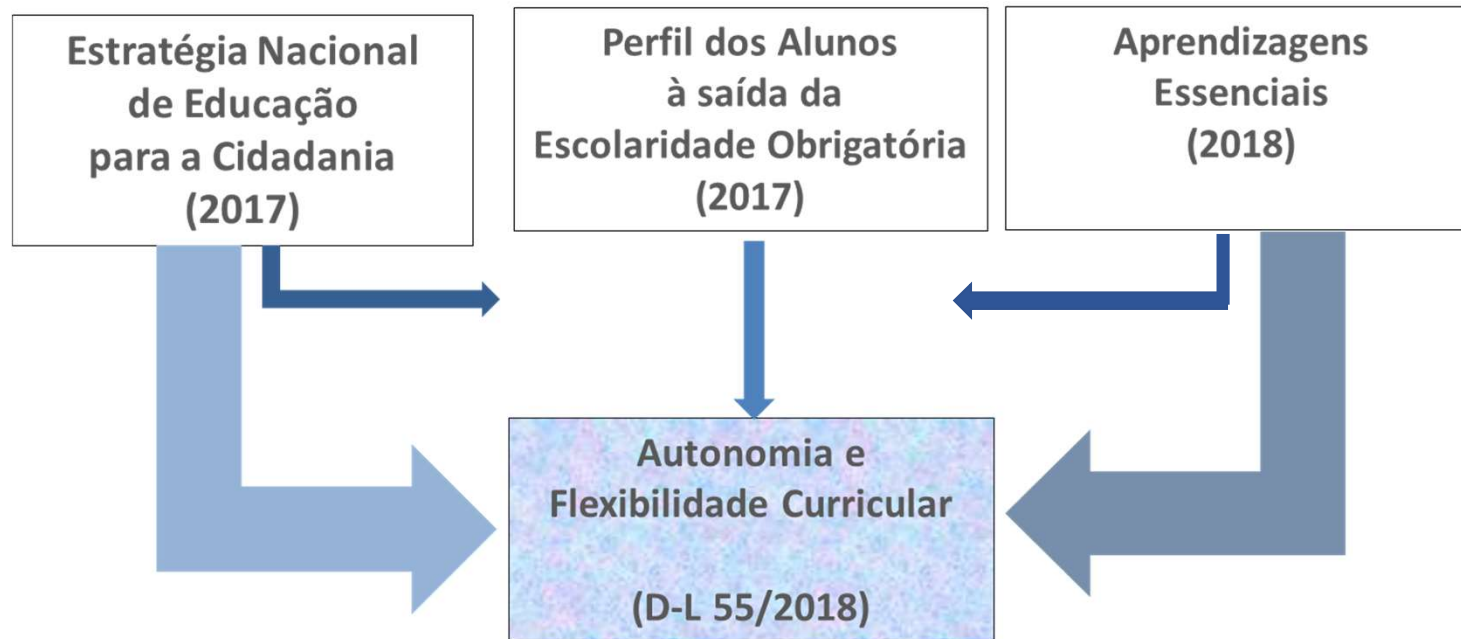 Estratégia Nacional
de Educação
para a Cidadania
(2017)
Perfil dos Alunos
à saída da
Escolaridade Obrigatória
(2017)
Aprendizagens
Essenciais
(2018)
Autonomia e
Flexibilidade Curricular
(D-L 55/2018)